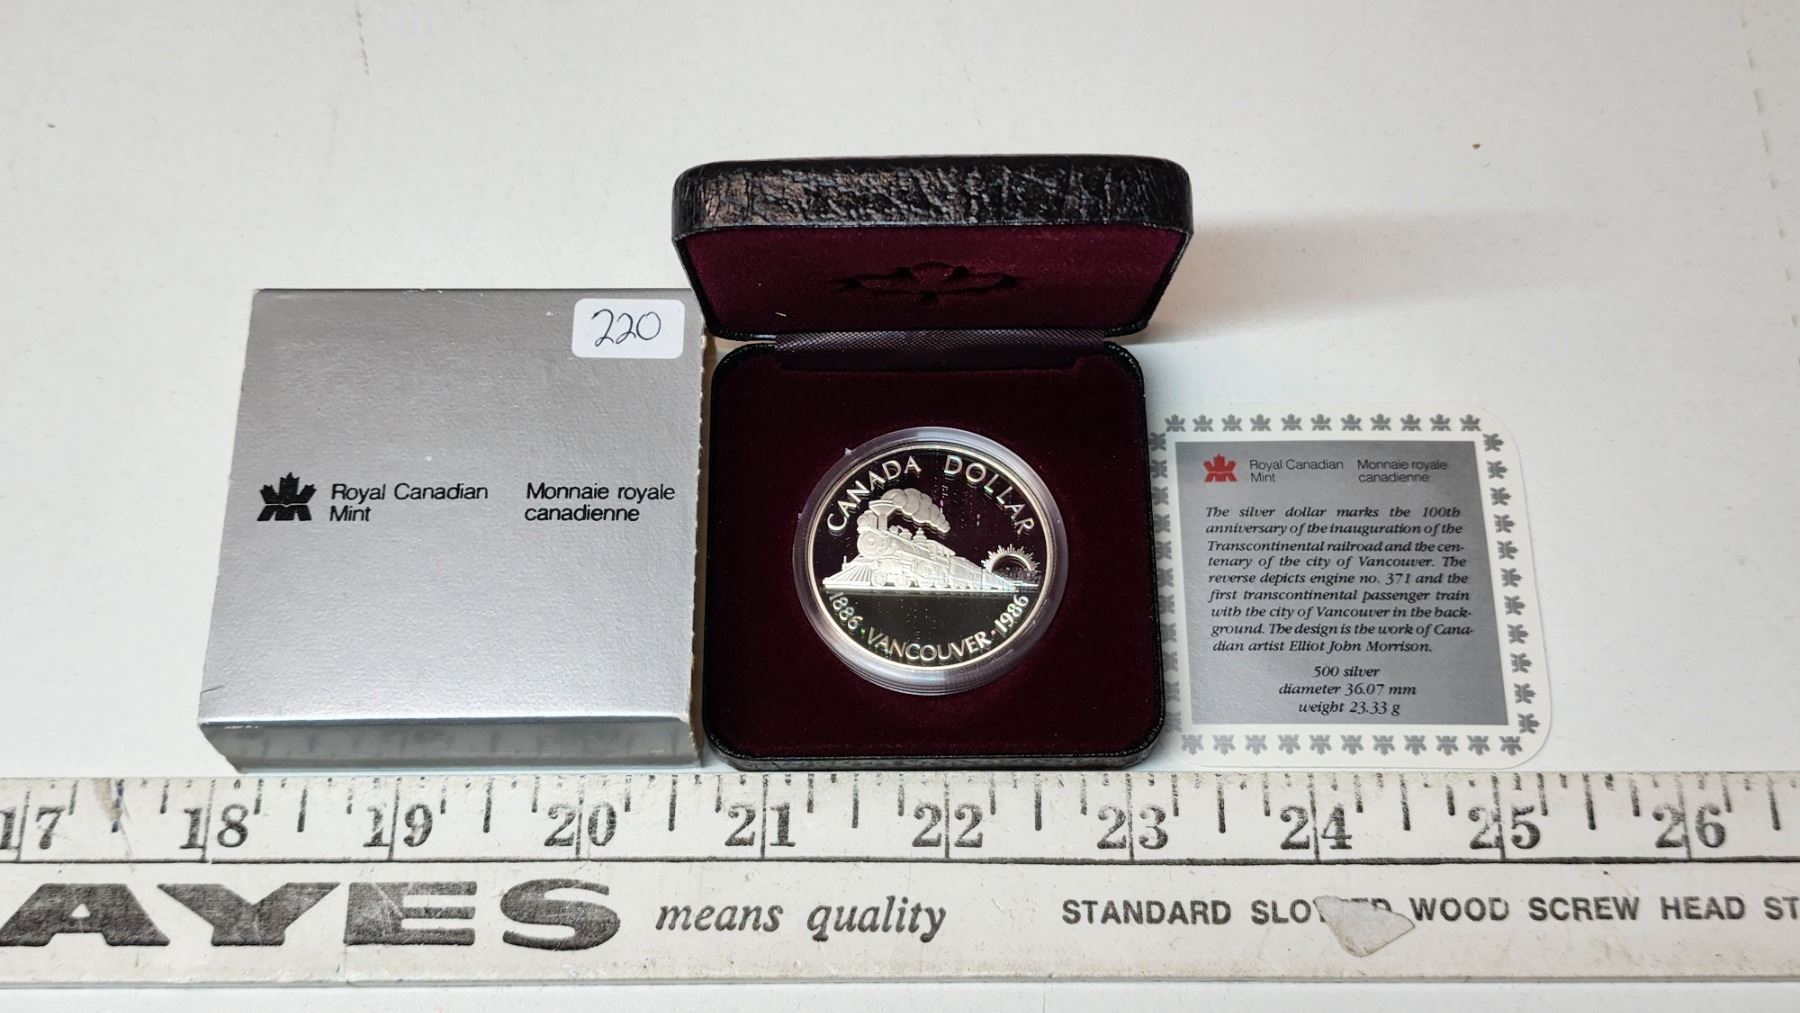 220
Royal Canadian Monnaie royale
Mint canadienne
CANADA DOLLAR
1886 · VANCOUVER · 1986
Royal Canadian Monnaie royale
Mint canadienne
The silver dollar marks the 100th
anniversary of the inauguration of the
Transcontinental railroad and the cen-
tenary of the city of Vancouver. The
reverse depicts engine no. 371 and the
first transcontinental passenger train
with the city of Vancouver in the back-
ground. The design is the work of Cana-
dian artist Elliot John Morrison.
500 silver
diameter 36.07 mm
weight 23.33 g
17 18 19 20 21 22 23 24 25 26
AYES means quality STANDARD WOOD SCREW HEAD ST